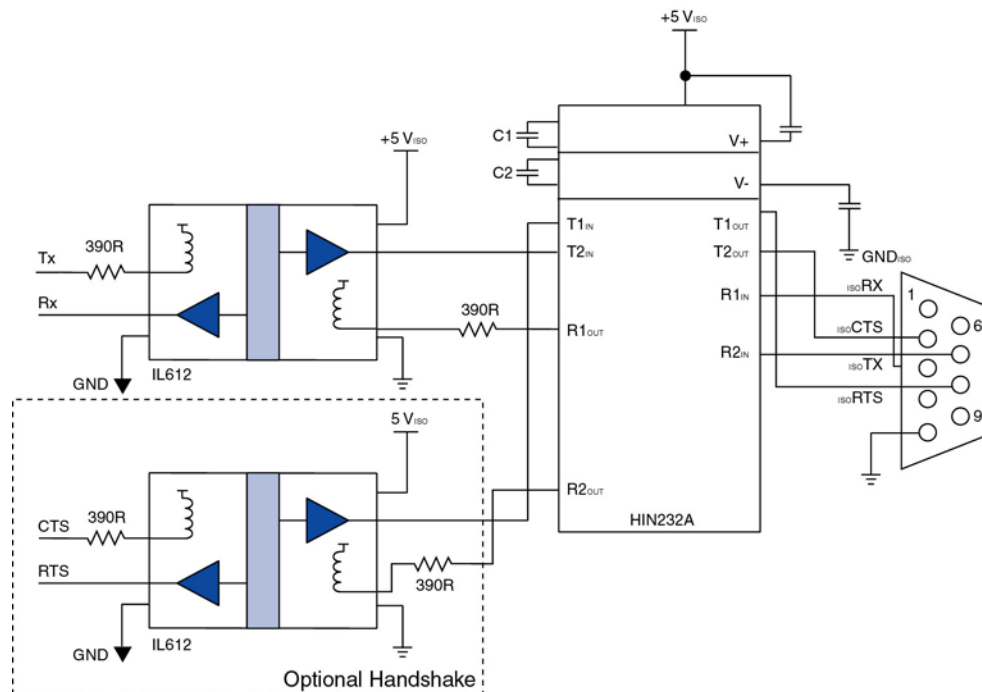 +5 VISO
C1
V+
C2
V-
+5 VISO
T1IN
T1OUT
T2IN
T2OUT
GNDISO
390R
Tx
Rx
390R
R1OUT
R1IN
R2IN
ISORX
ISOCTS
ISOTX
ISORTS
1
6
9
GND
IL612
5 VISO
R2OUT
HIN232A
390R
CTS
RTS
390R
GND
IL612
Optional Handshake